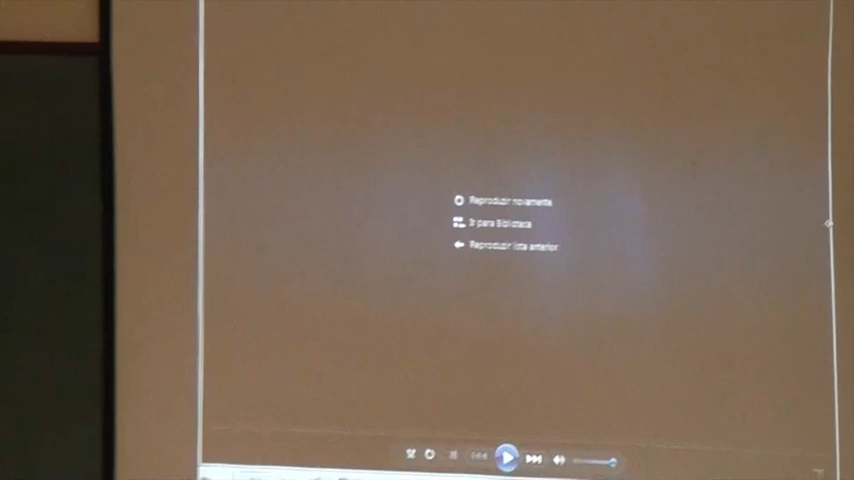 Reproduzir novamente
Ir para Biblioteca
Reproduzir lista anterior